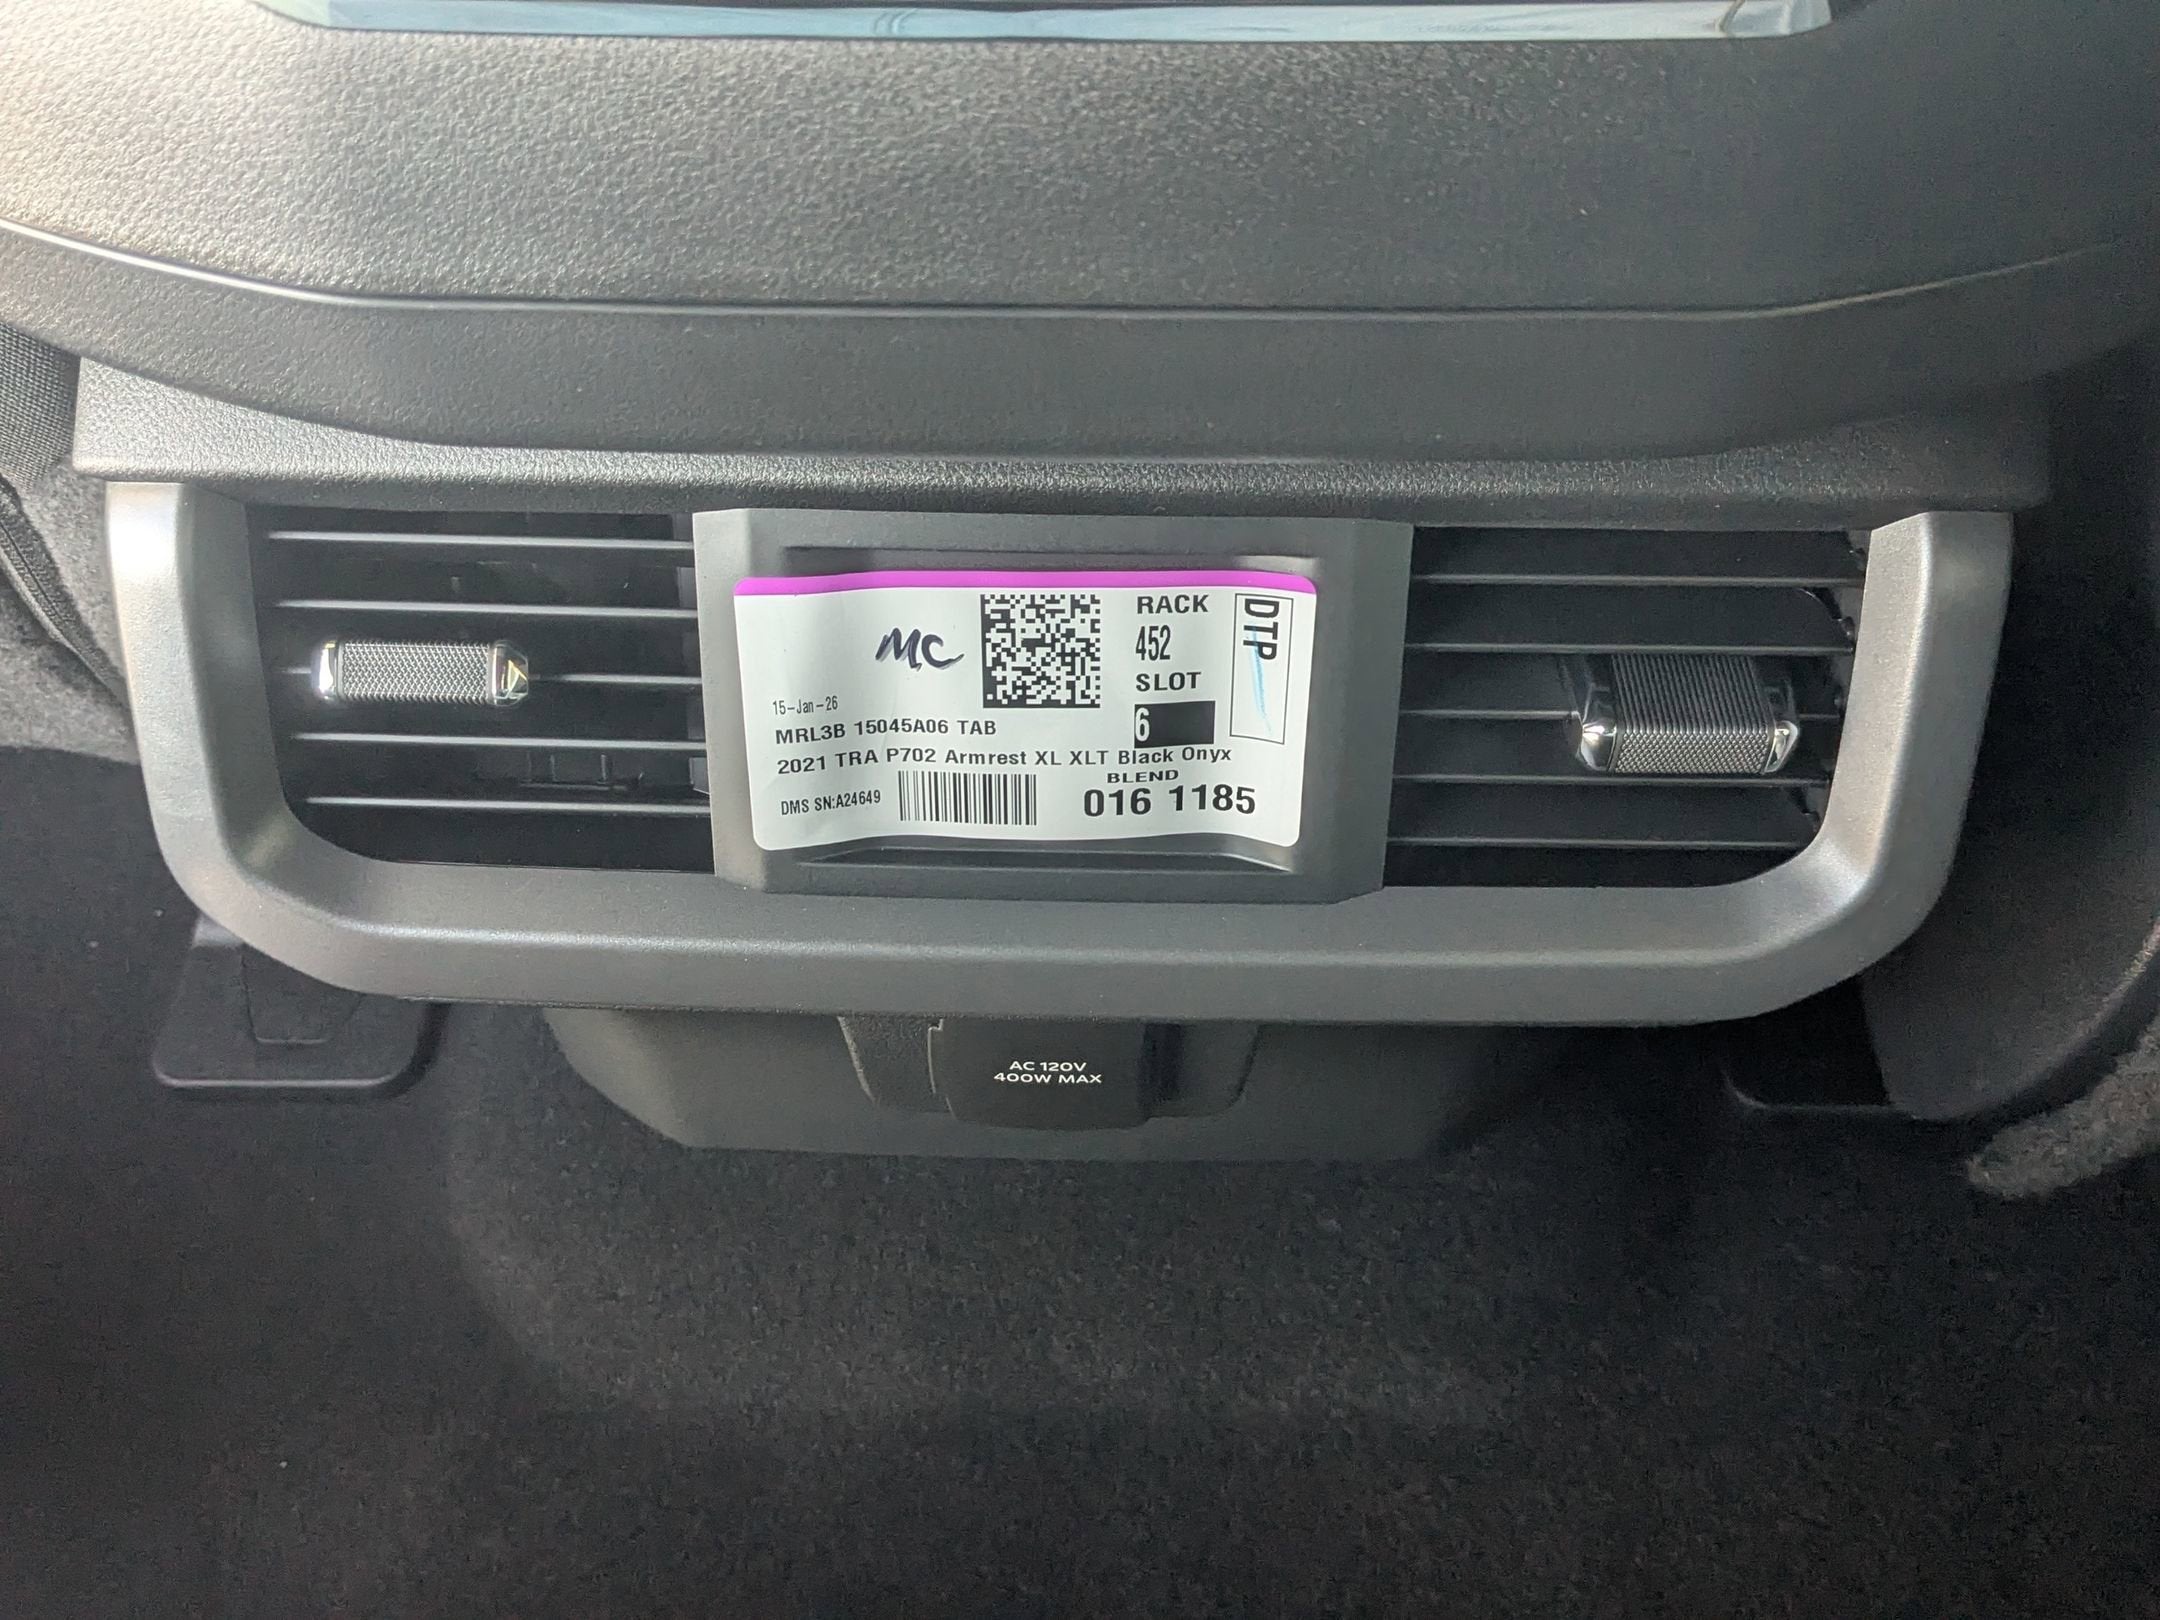 MC
RACK
452
SLOT
6
DTP
15-Jan-26
MRL3B 15045A06 TAB
2021 TRA P702 Armrest XL XLT Black Onyx
BLEND
DMS SN:A24649
016 1185
AC 120V
400W MAX